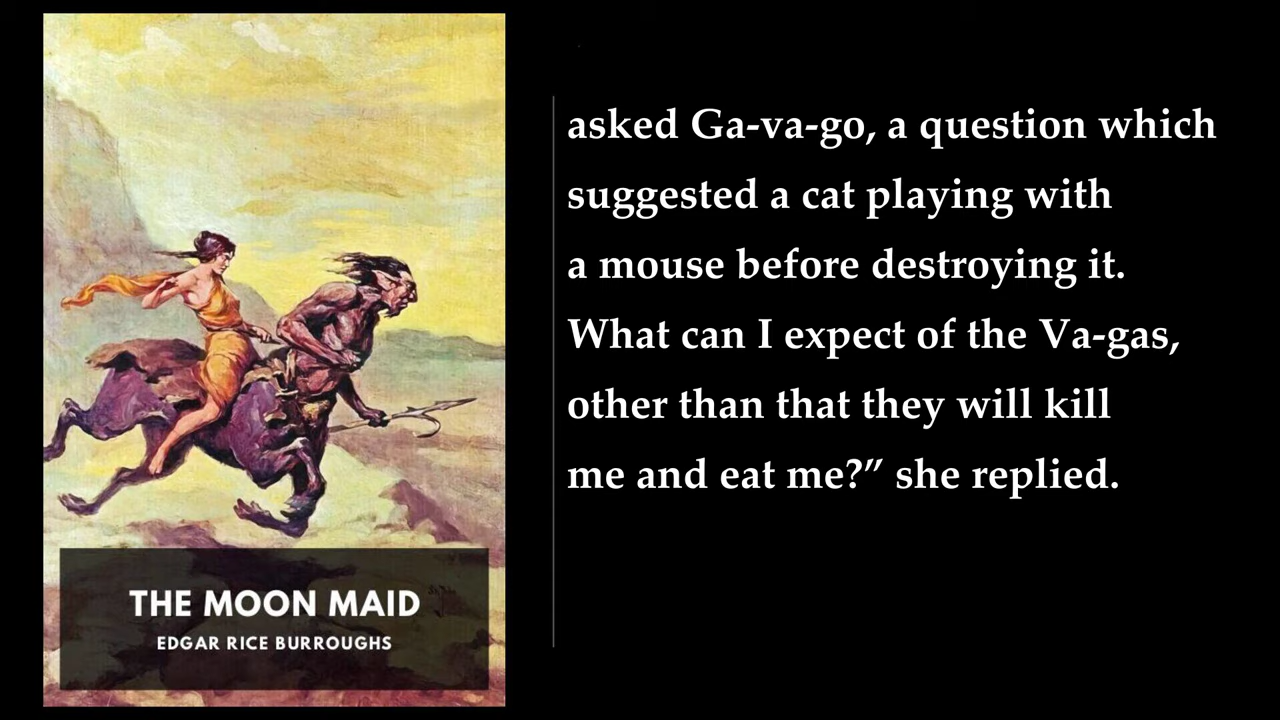 THE MOON MAID
EDGAR RICE BURROUGHS
asked Ga-va-go, a question which
suggested a cat playing with
a mouse before destroying it.
What can I expect of the Va-gas,
other than that they will kill
me and eat me?” she replied.